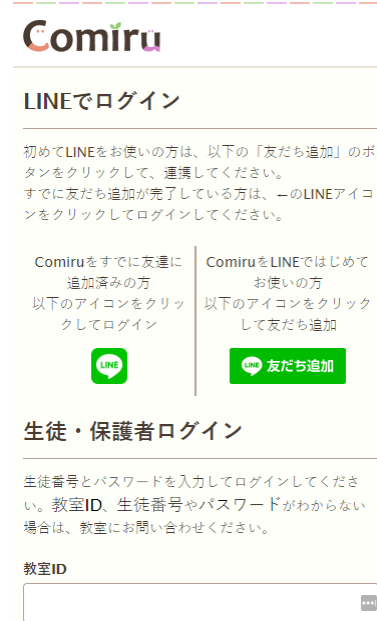 Comiru
LINEでログイン
初めてLINEをお使いの方は、以下の「友だち追加」のボ
タンをクリックして、連携してください。
すでに友だち追加が完了している方は、←のLINEアイコ
ンをクリックしてログインしてください。
Comiruをすでに友達に
追加済みの方
以下のアイコンをクリッ
クしてログイン
LINE
ComiruをLINEではじめて
お使いの方
以下のアイコンをクリック
して友だち追加
LINE 友だち追加
生徒・保護者ログイン
生徒番号とパスワードを入力してログインしてくださ
い。教室ID、生徒番号やパスワードがわからない
場合は、教室にお問い合わせください。
教室ID